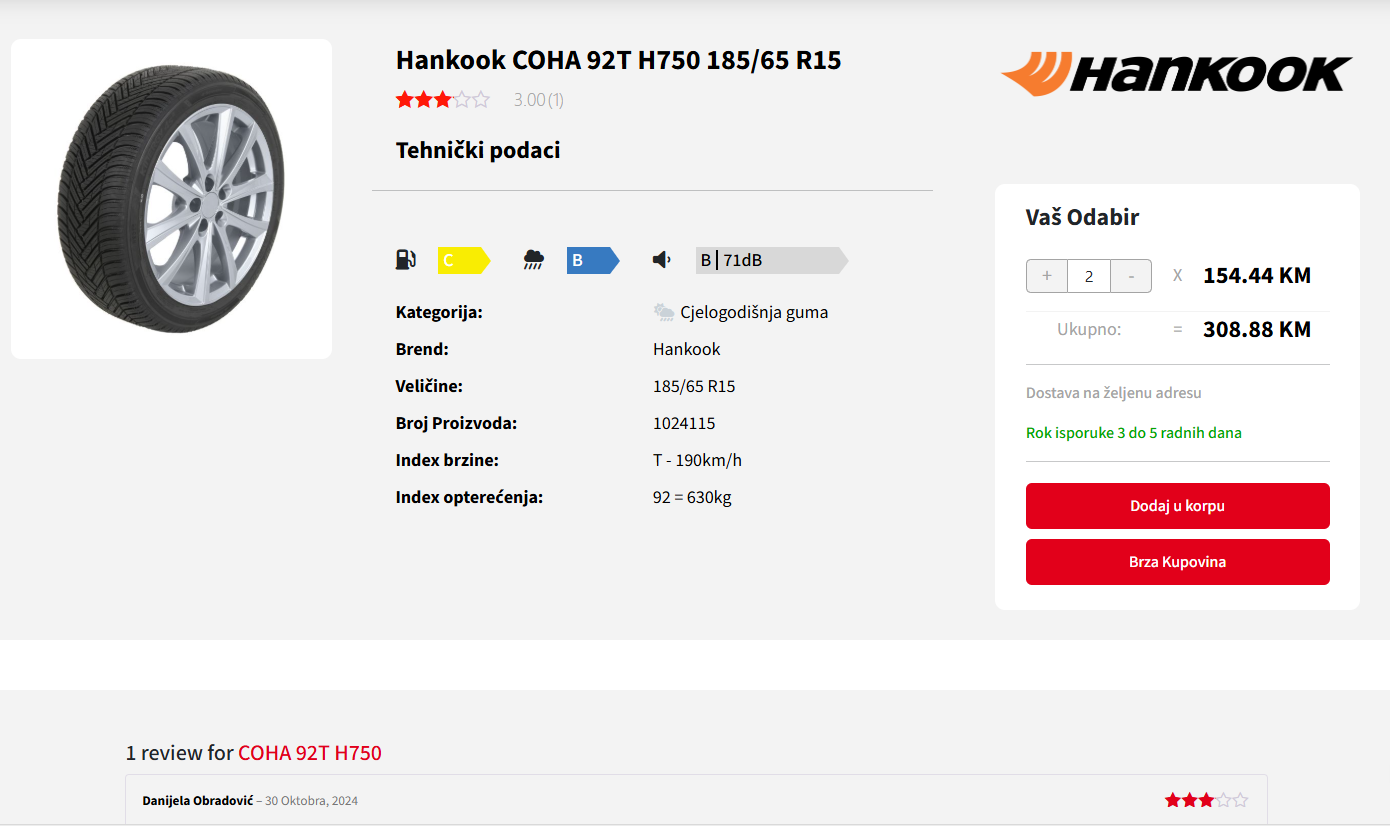 Hankook COHA 92T H750 185/65 R15
3.00 (1)
Tehnički podaci
C B B | 71dB
Kategorija: Cjelogodišnja guma
Brend: Hankook
Veličine: 185/65 R15
Broj Proizvoda: 1024115
Index brzine: T - 190km/h
Index opterećenja: 92 = 630kg
HANKOOK
Vaš Odabir
+ 2 - X 154.44 KM
Ukupno: = 308.88 KM
Dostava na željenu adresu
Rok isporuke 3 do 5 radnih dana
Dodaj u korpu
Brza Kupovina
1 review for COHA 92T H750
Danijela Obradović – 30 Oktobra, 2024